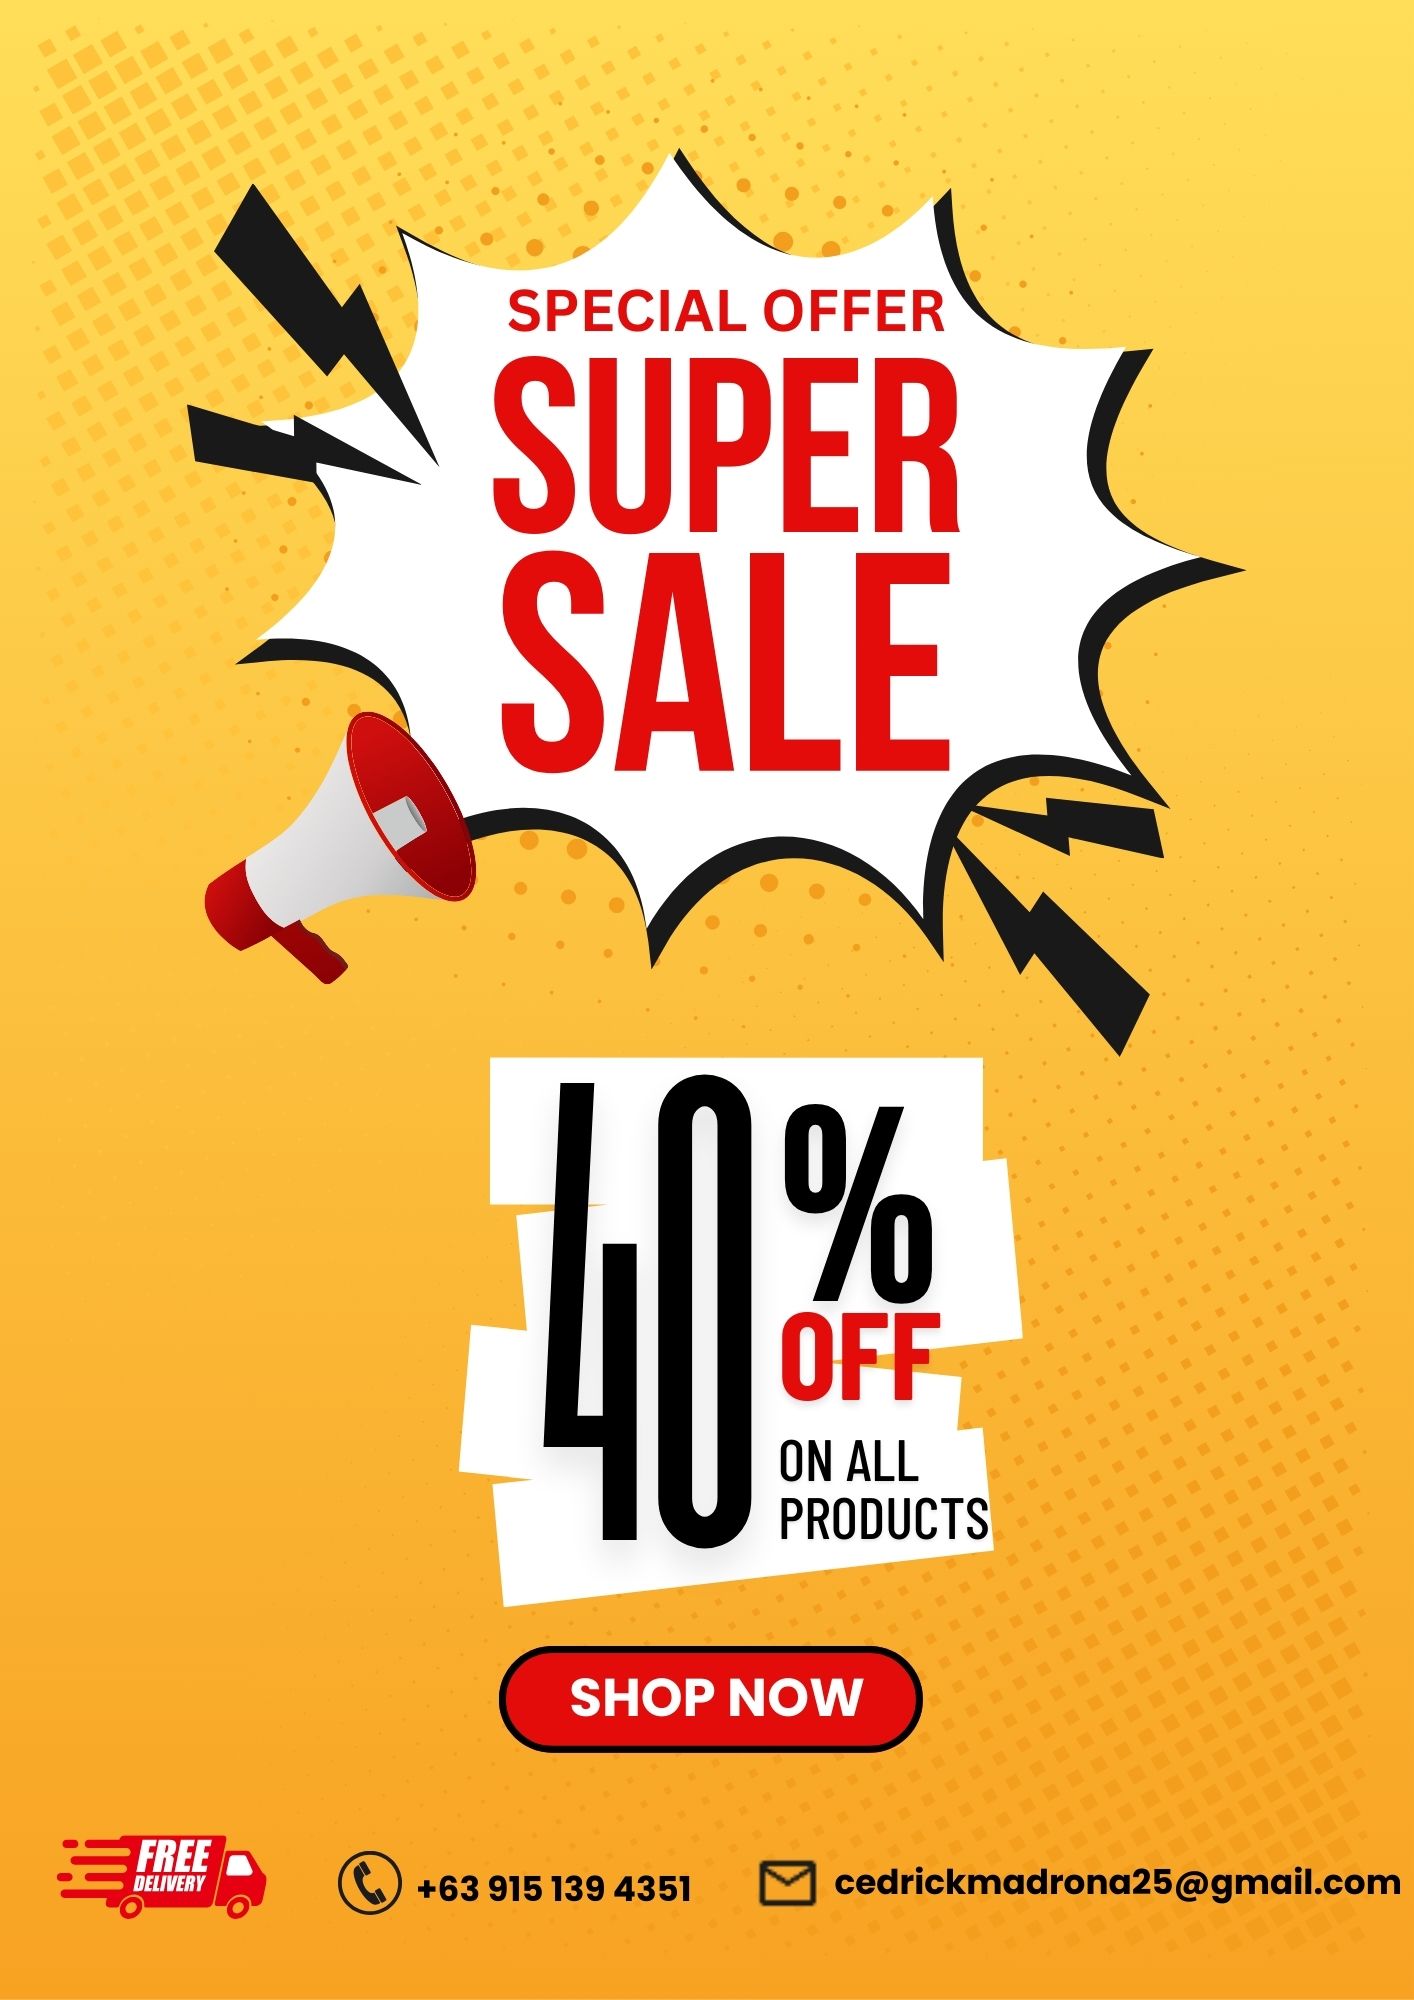 SPECIAL OFFER
SUPER
SALE
40%
OFF
ON ALL
PRODUCTS
SHOP NOW
FREE
DELIVERY
+63 915 139 4351
cedrickmadrona25@gmail.com